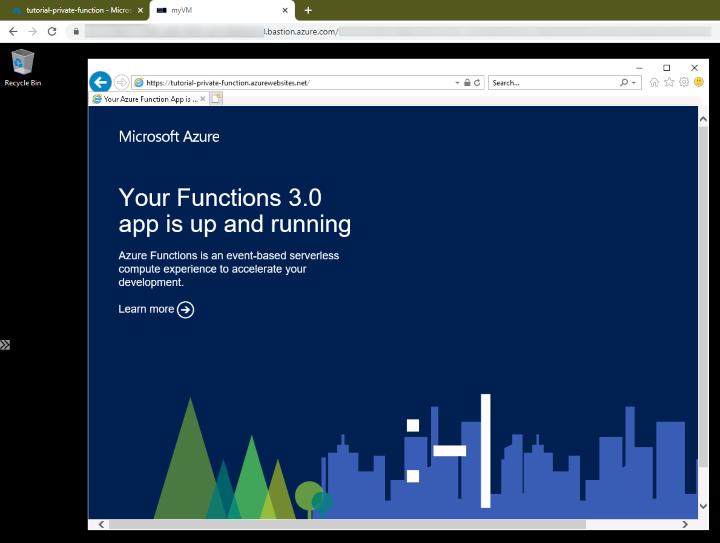 tutorial-private-function - Micros
myVM
l.bastion.azure.com/
Recycle Bin
https://tutorial-private-function.azurewebsites.net/
Search...
Your Azure Function App is ...
Microsoft Azure
Your Functions 3.0
app is up and running
Azure Functions is an event-based serverless
compute experience to accelerate your
development.
Learn more